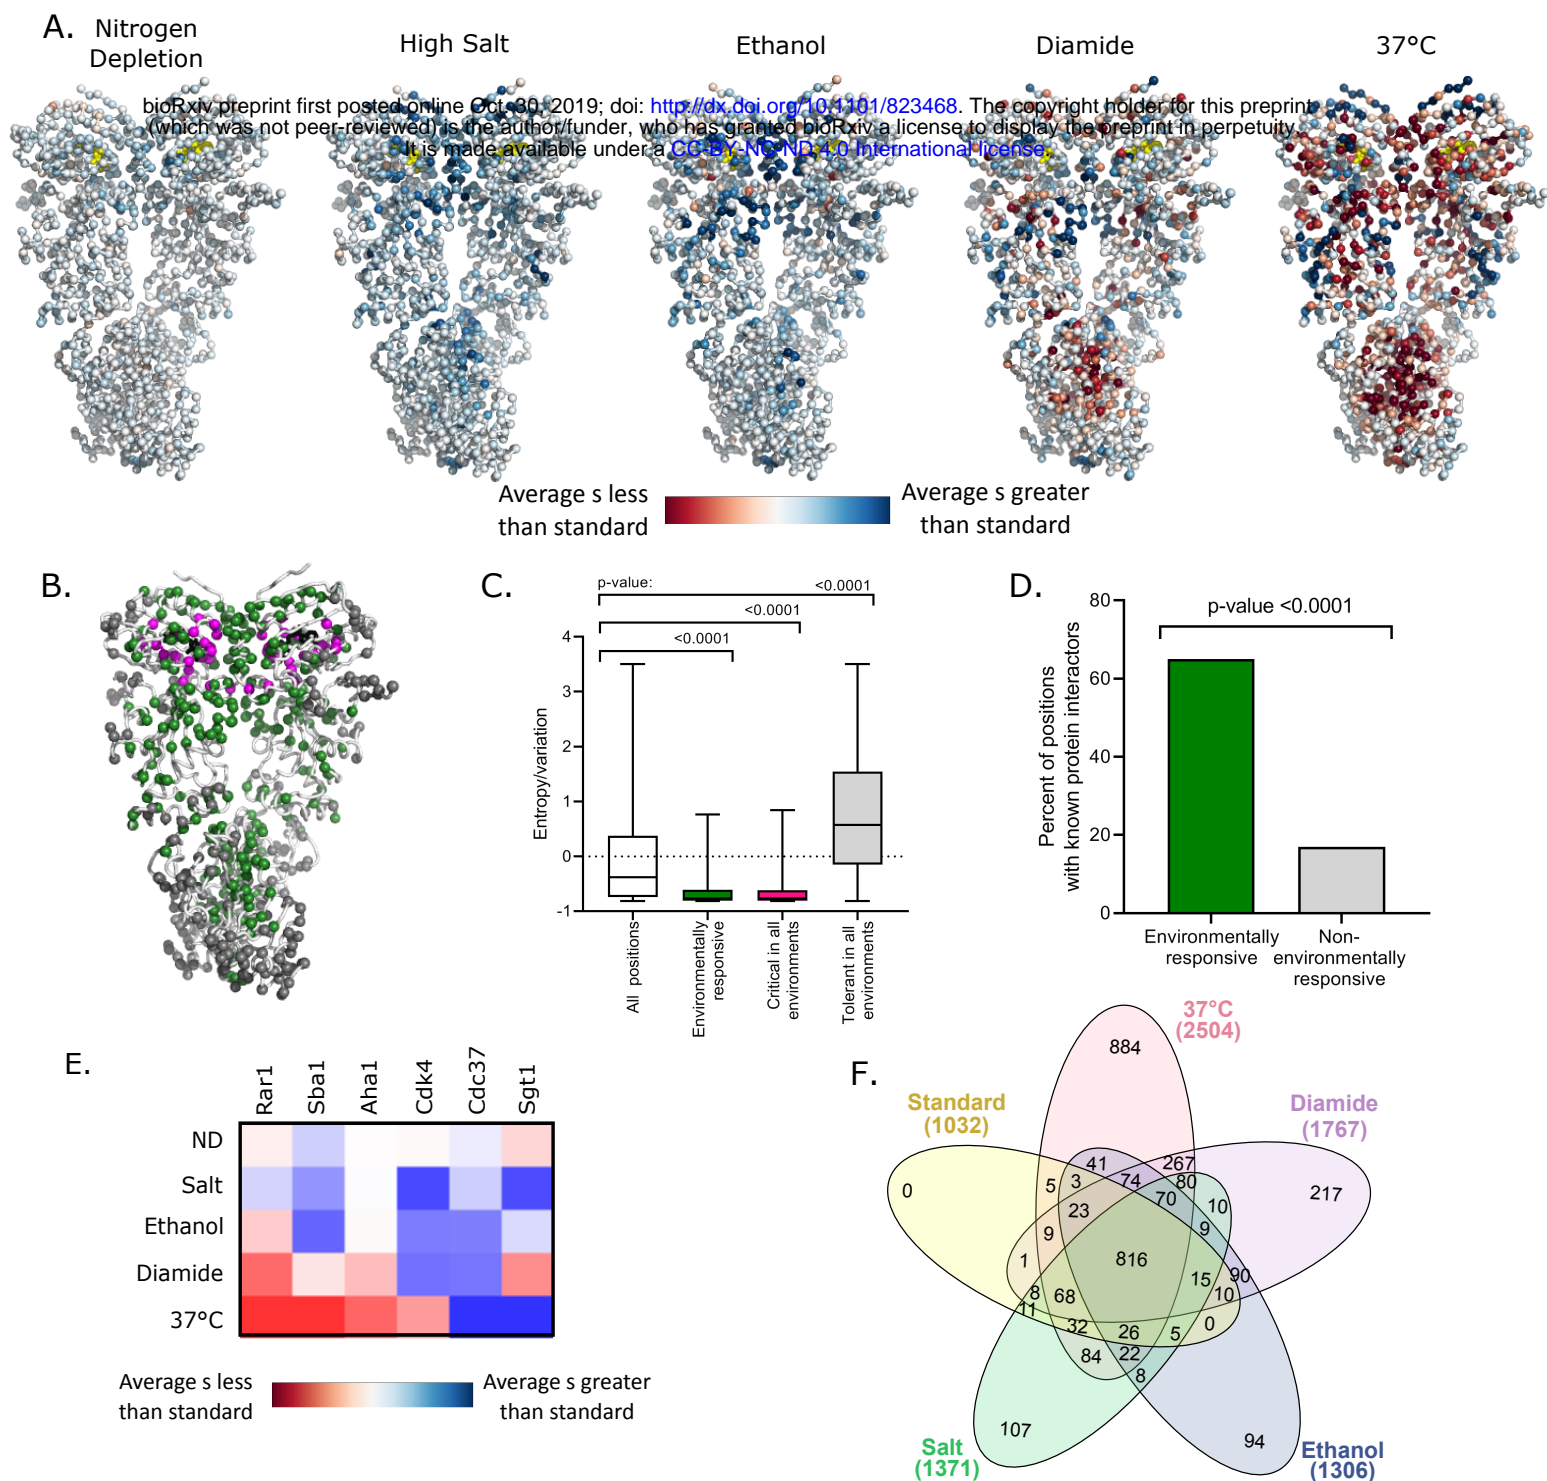 A.
Nitrogen
Depletion
High Salt
Ethanol
Diamide
37°C
bioRxiv preprint first posted online Oct. 30, 2019; doi: http://dx.doi.org/10.1101/823468. The copyright holder for this preprint
(which was not peer-reviewed) is the author/funder, who has granted bioRxiv a license to display the preprint in perpetuity.
It is made available under a CC-BY-NC-ND 4.0 International license.
Average s less
than standard
Average s greater
than standard
B.
C.
p-value:
<0.0001
<0.0001
<0.0001
Entropy/variation
4
3
2
1
0
-1
All positions
Environmentally
responsive
Critical in all
environments
Tolerant in all
environments
D.
p-value <0.0001
Percent of positions
with known protein interactors
80
60
40
20
0
Environmentally
responsive
Non-
environmentally
responsive
E.
Rar1
Sba1
Aha1
Cdk4
Cdc37
Sgt1
ND
Salt
Ethanol
Diamide
37°C
Average s less
than standard
Average s greater
than standard
F.
37°C
(2504)
Standard
(1032)
Diamide
(1767)
Salt
(1371)
Ethanol
(1306)
884
0
217
41
267
5
3
74
80
70
10
23
9
9
1
816
15
90
8
68
10
11
32
26
5
0
84
22
8
107
94